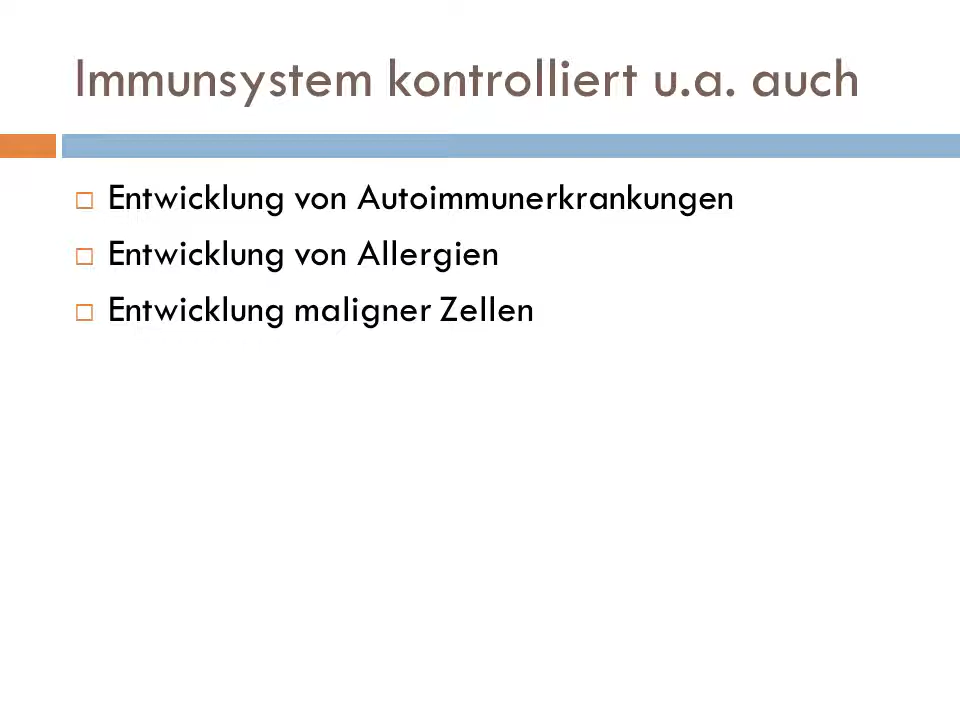 Immunsystem kontrolliert u.a. auch
Entwicklung von Autoimmunerkrankungen
Entwicklung von Allergien
Entwicklung maligner Zellen